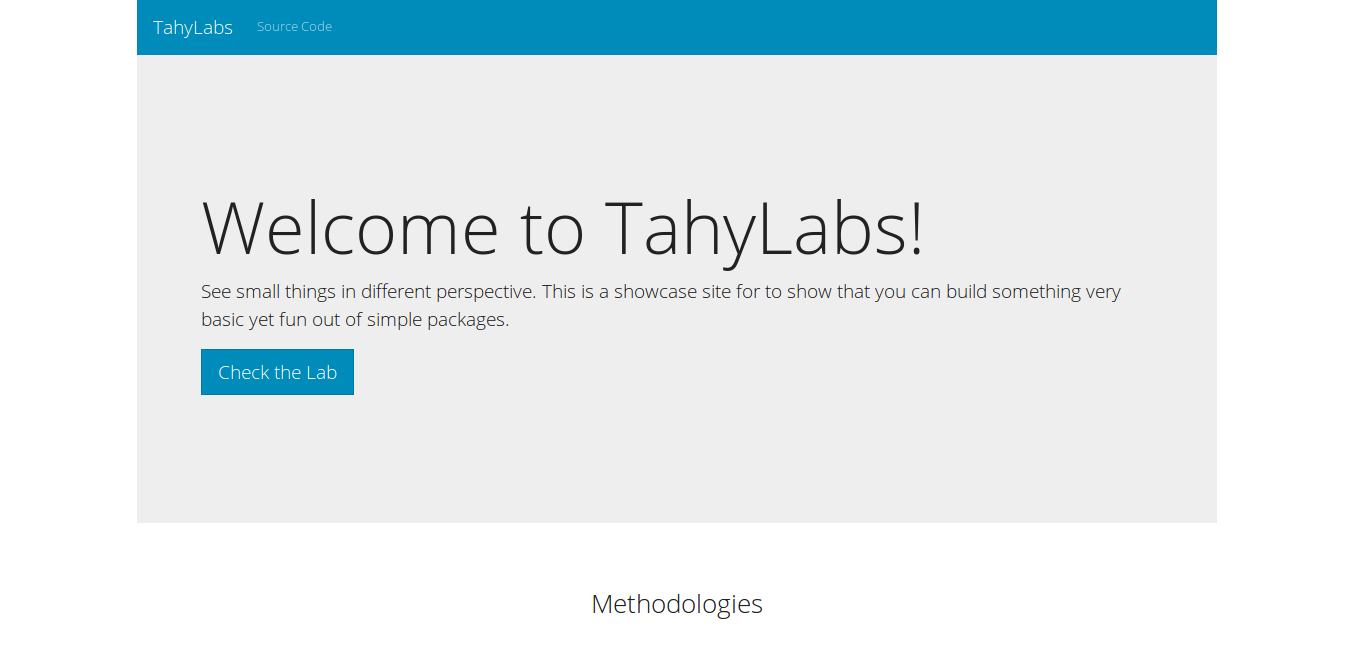 TahyLabs
Source Code
Welcome to TahyLabs!
See small things in different perspective. This is a showcase site for to show that you can build something very
basic yet fun out of simple packages.
Check the Lab
Methodologies